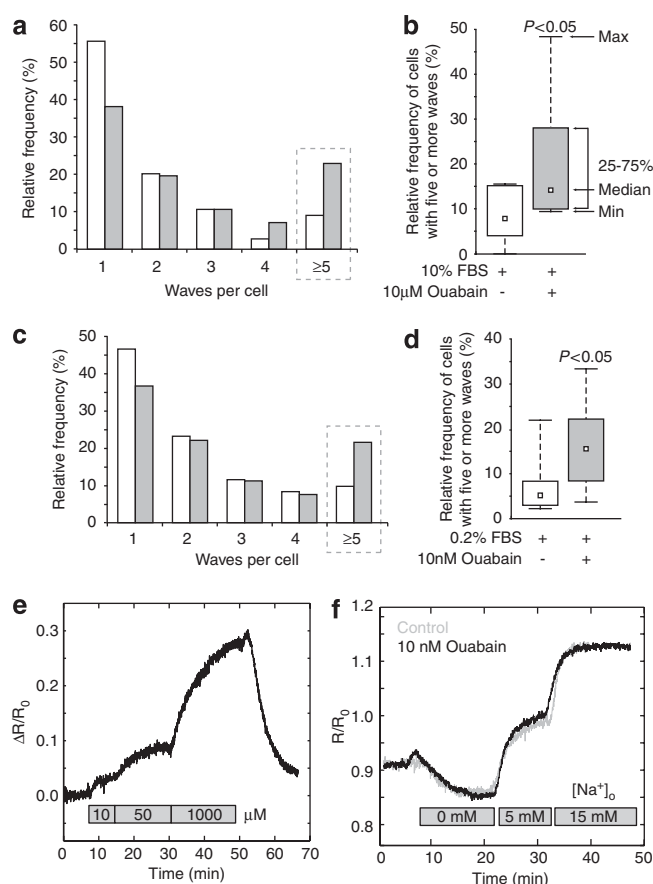 a
Relative frequency (%)
60
50
40
30
20
10
0
1 2 3 4 ≥5
Waves per cell
b
Relative frequency of cells
with five or more waves (%)
50
40
30
20
10
0
P<0.05
Max
25-75%
Median
Min
10% FBS + +
10μM Ouabain - +
c
Relative frequency (%)
50
40
30
20
10
0
1 2 3 4 ≥5
Waves per cell
d
Relative frequency of cells
with five or more waves (%)
40
30
20
10
0
P<0.05
0.2% FBS + +
10nM Ouabain - +
e
ΔR/R0
0.3
0.2
0.1
0.0
10 50 1000 μM
0 10 20 30 40 50 60 70
Time (min)
f
R/R0
1.2
1.1
1.0
0.9
0.8
Control
10 nM Ouabain
[Na+]o
0 mM 5 mM 15 mM
0 10 20 30 40 50
Time (min)